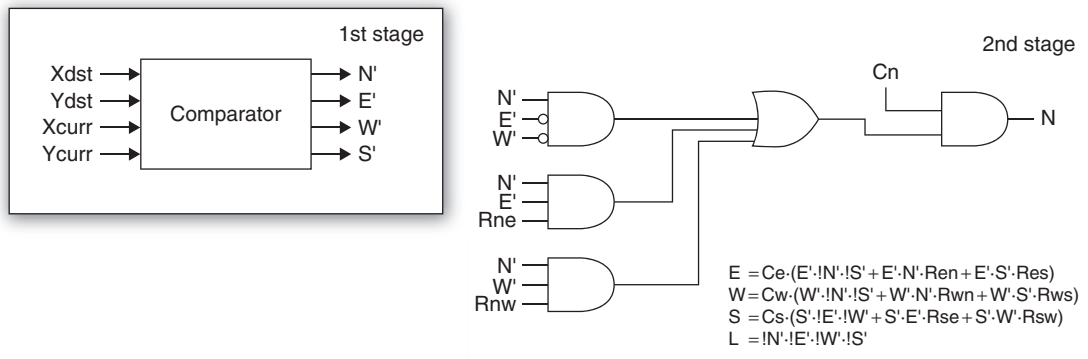 1st stage
Xdst
Ydst
Xcurr
Ycurr
Comparator
N'
E'
W'
S'
2nd stage
Cn
N'
E'
W'
N
N'
E'
Rne
N'
W'
Rnw
E =Ce·(E'·!N'·!S'+E'·N'·Ren+E'·S'·Res)
W=Cw·(W'·!N'·!S'+W'·N'·Rwn+W'·S'·Rws)
S =Cs·(S'·!E'·!W'+S'·E'·Rse+S'·W'·Rsw)
L =!N'·!E'·!W'·!S'